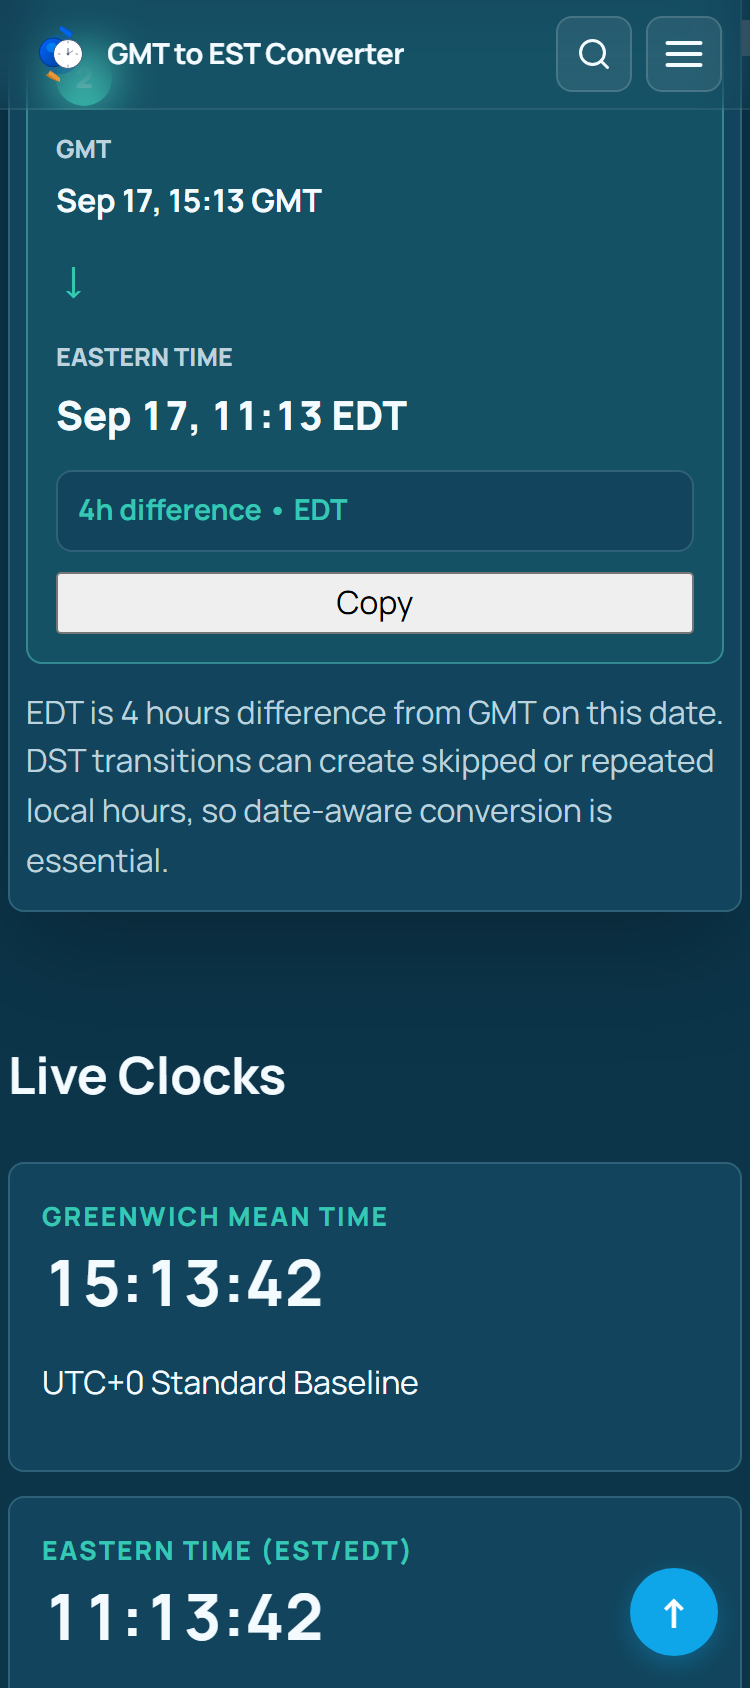 GMT to EST Converter
2
GMT
Sep 17, 15:13 GMT
↓
EASTERN TIME
Sep 17, 11:13 EDT
4h difference • EDT
Copy
EDT is 4 hours difference from GMT on this date.
DST transitions can create skipped or repeated
local hours, so date-aware conversion is
essential.
Live Clocks
GREENWICH MEAN TIME
15:13:42
UTC+0 Standard Baseline
EASTERN TIME (EST/EDT)
11:13:42
↑